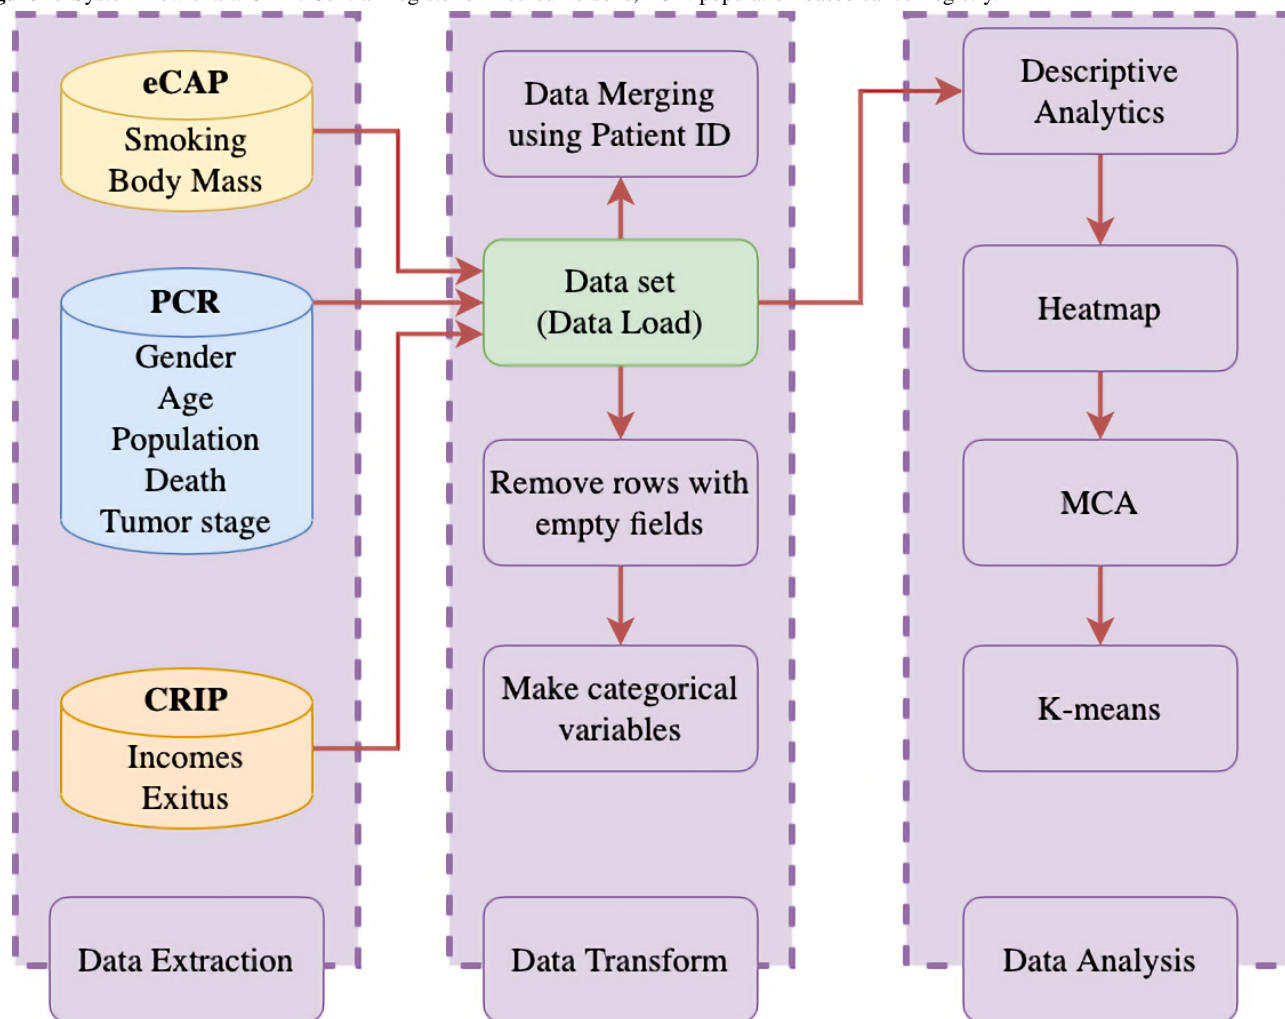 eCAP
Smoking
Body Mass
PCR
Gender
Age
Population
Death
Tumor stage
CRIP
Incomes
Exitus
Data Extraction
Data Merging
using Patient ID
Data set
(Data Load)
Remove rows with
empty fields
Make categorical
variables
Data Transform
Descriptive
Analytics
Heatmap
MCA
K-means
Data Analysis